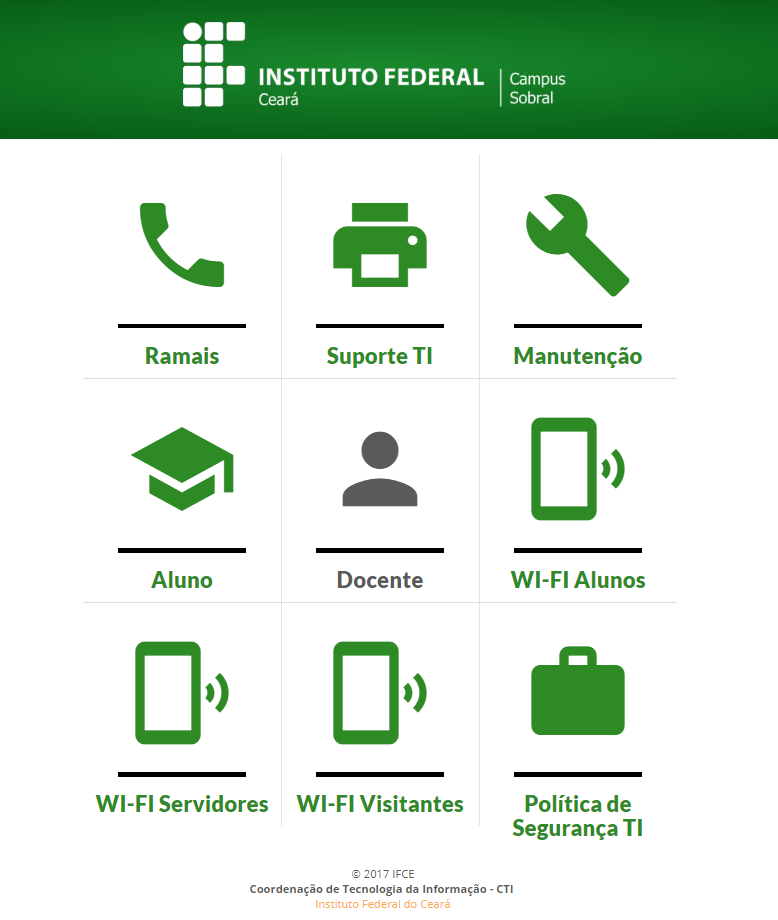 INSTITUTO FEDERAL
Ceará
Campus
Sobral
Ramais
Suporte TI
Manutenção
Aluno
Docente
WI-FI Alunos
WI-FI Servidores
WI-FI Visitantes
Política de
Segurança TI
© 2017 IFCE
Coordenação de Tecnologia da Informação - CTI
Instituto Federal do Ceará